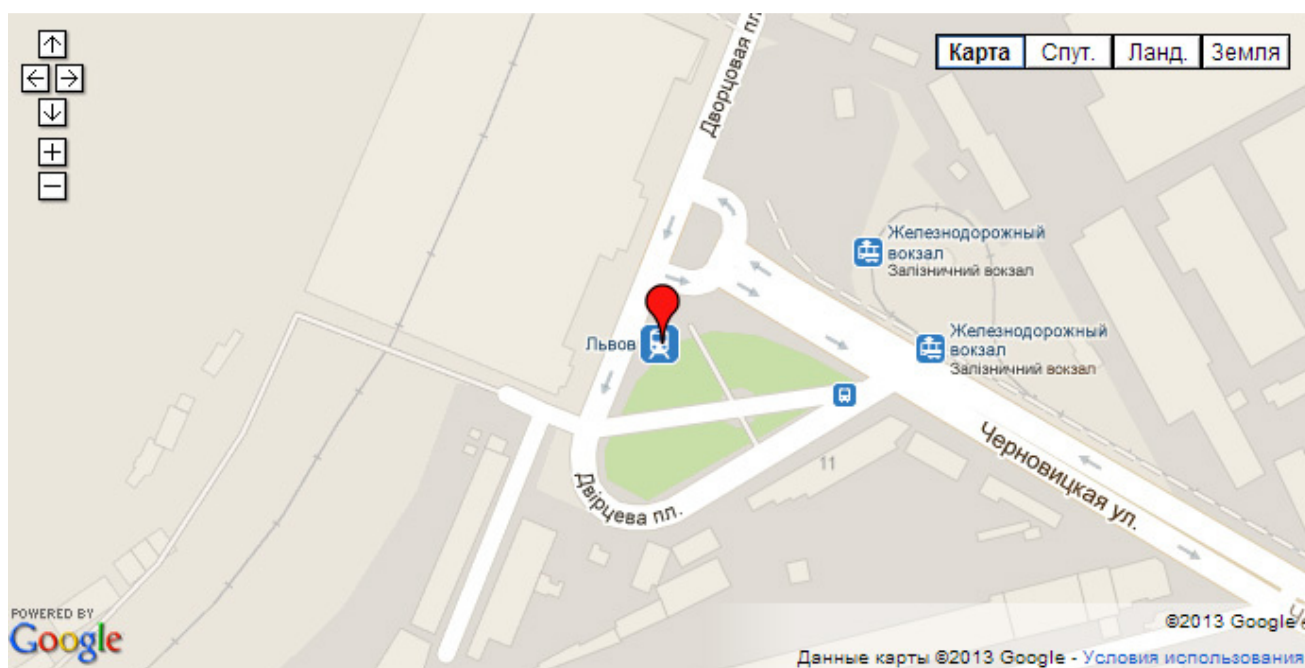 Карта
Спут.
Ланд.
Земля
Дворцовая пл.
Железнодорожный
вокзал
Залізничний вокзал
Львов
Железнодорожный
вокзал
Залізничний вокзал
11
Черновицкая ул.
Двірцева пл.
POWERED BY
Google
©2013 Google
Данные карты ©2013 Google - Условия использования